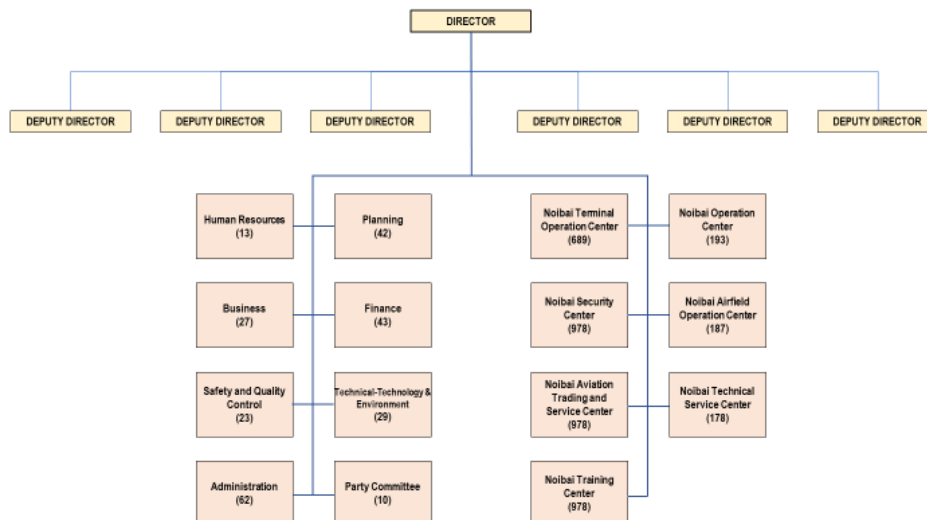 DIRECTOR
DEPUTY DIRECTOR
DEPUTY DIRECTOR
DEPUTY DIRECTOR
DEPUTY DIRECTOR
DEPUTY DIRECTOR
DEPUTY DIRECTOR
Human Resources
(13)
Planning
(42)
Noibai Terminal
Operation Center
(689)
Noibai Operation
Center
(193)
Business
(27)
Finance
(43)
Noibai Security
Center
(978)
Noibai Airfield
Operation Center
(187)
Safety and Quality
Control
(23)
Technical-Technology &
Environment
(29)
Noibai Aviation
Trading and
Service Center
(978)
Noibai Technical
Service Center
(178)
Administration
(62)
Party Committee
(10)
Noibai Training
Center
(978)